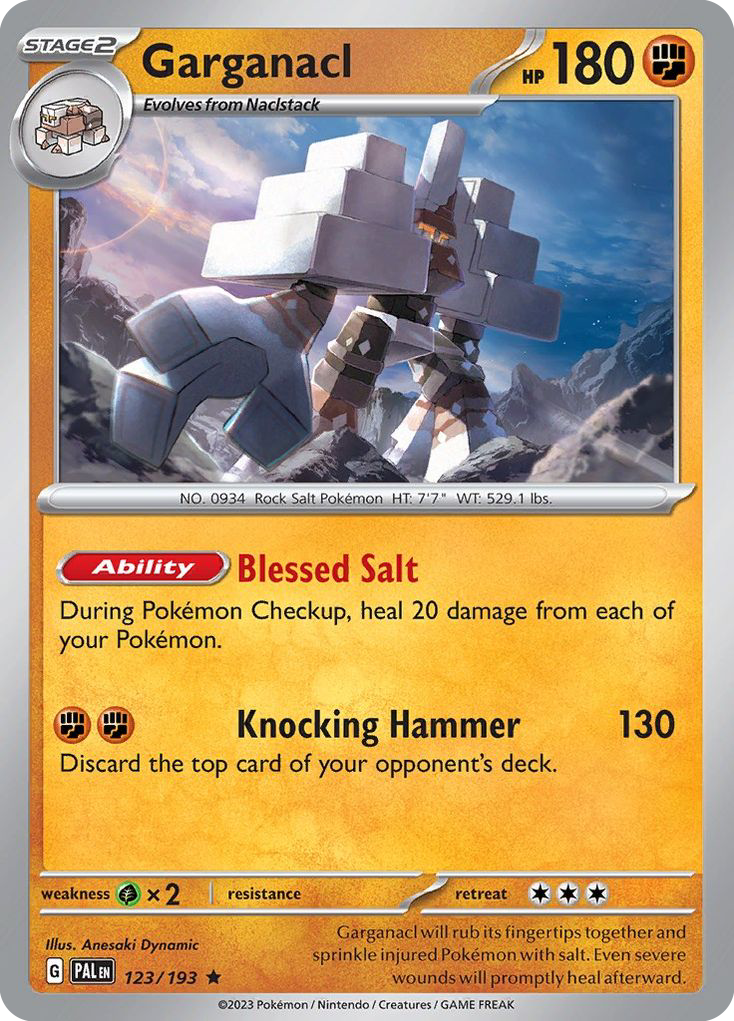 STAGE2
Garganacl
HP 180
Evolves from Naclstack
NO. 0934 Rock Salt Pokémon HT: 7'7" WT: 529.1 lbs.
Ability Blessed Salt
During Pokémon Checkup, heal 20 damage from each of
your Pokémon.
Knocking Hammer 130
Discard the top card of your opponent's deck.
weakness ×2 resistance retreat
Illus. Anesaki Dynamic
G PAL EN 123/193 ★
Garganacl will rub its fingertips together and
sprinkle injured Pokémon with salt. Even severe
wounds will promptly heal afterward.
©2023 Pokémon / Nintendo / Creatures / GAME FREAK